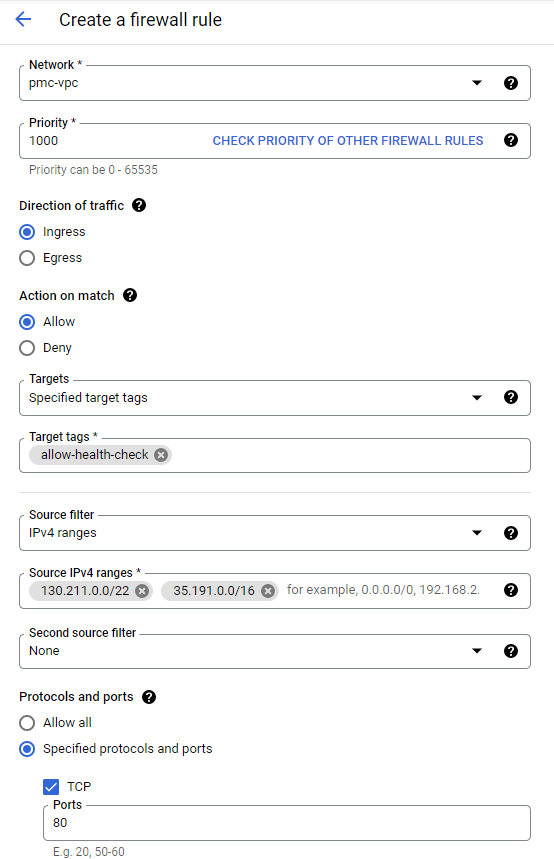 Create a firewall rule
Network *
pmc-vpc
Priority *
1000 CHECK PRIORITY OF OTHER FIREWALL RULES
Priority can be 0 - 65535
Direction of traffic
Ingress
Egress
Action on match
Allow
Deny
Targets
Specified target tags
Target tags *
allow-health-check
Source filter
IPv4 ranges
Source IPv4 ranges *
130.211.0.0/22 35.191.0.0/16 for example, 0.0.0.0/0, 192.168.2.
Second source filter
None
Protocols and ports
Allow all
Specified protocols and ports
TCP
Ports
80
E.g. 20, 50-60